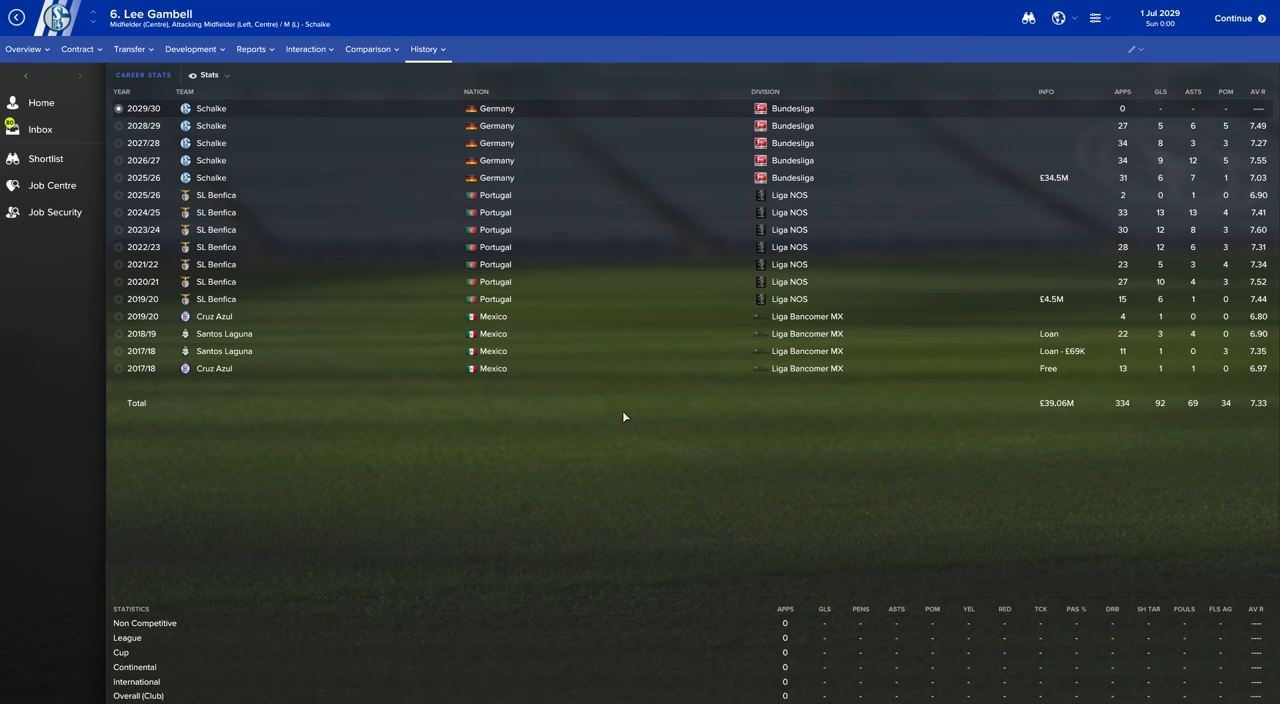 6. Lee Gambell
Midfielder (Centre), Attacking Midfielder (Left, Centre) / M (L) - Schalke
1 Jul 2029
Sun 0:00
Continue
Overview Contract Transfer Development Reports Interaction Comparison History
Home
80
Inbox
Shortlist
Job Centre
Job Security
CAREER STATS Stats
YEAR TEAM NATION DIVISION INFO APPS GLS ASTS POM AV R
2029/30 Schalke Germany Bundesliga 0 - - - ----
2028/29 Schalke Germany Bundesliga 27 5 6 5 7.49
2027/28 Schalke Germany Bundesliga 34 8 3 3 7.27
2026/27 Schalke Germany Bundesliga 34 9 12 5 7.55
2025/26 Schalke Germany Bundesliga £34.5M 31 6 7 1 7.03
2025/26 SL Benfica Portugal Liga NOS 2 0 1 0 6.90
2024/25 SL Benfica Portugal Liga NOS 33 13 13 4 7.41
2023/24 SL Benfica Portugal Liga NOS 30 12 8 3 7.60
2022/23 SL Benfica Portugal Liga NOS 28 12 6 3 7.31
2021/22 SL Benfica Portugal Liga NOS 23 5 3 4 7.34
2020/21 SL Benfica Portugal Liga NOS 27 10 4 3 7.52
2019/20 SL Benfica Portugal Liga NOS £4.5M 15 6 1 0 7.44
2019/20 Cruz Azul Mexico Liga Bancomer MX 4 1 0 0 6.80
2018/19 Santos Laguna Mexico Liga Bancomer MX Loan 22 3 4 0 6.90
2017/18 Santos Laguna Mexico Liga Bancomer MX Loan - £69K 11 1 0 3 7.35
2017/18 Cruz Azul Mexico Liga Bancomer MX Free 13 1 1 0 6.97
Total £39.06M 334 92 69 34 7.33
STATISTICS APPS GLS PENS ASTS POM YEL RED TCK PAS % DRB SH TAR FOULS FLS AG AV R
Non Competitive 0 - - - - - - - - - - - - ----
League 0 - - - - - - - - - - - - ----
Cup 0 - - - - - - - - - - - - ----
Continental 0 - - - - - - - - - - - - ----
International 0 - - - - - - - - - - - - ----
Overall (Club) 0 - - - - - - - - - - - - ----